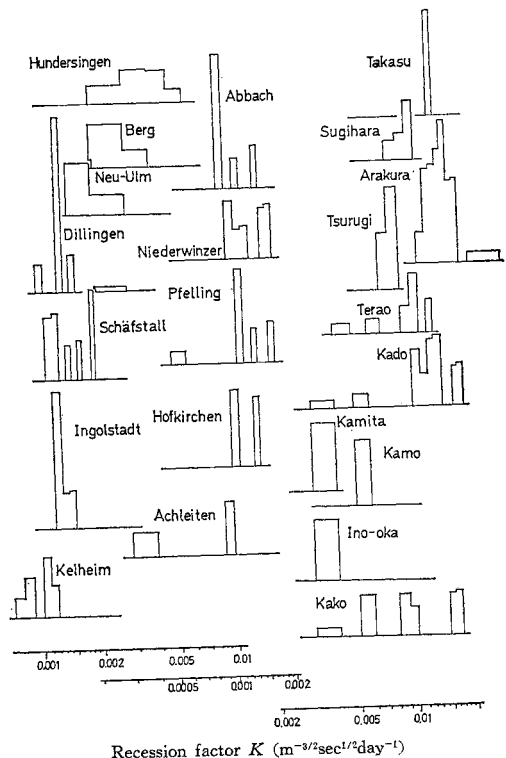 Hundersingen
Berg
Neu-Ulm
Dillingen
Schäfstall
Ingolstadt
Kelheim
Abbach
Niederwinzer
Pfelling
Hofkirchen
Achleiten
Takasu
Sugihara
Arakura
Tsurugi
Terao
Kado
Kamita
Kamo
Ino-oka
Kako
0.001 0.002 0.005 0.01
0.0005 0.001 0.002
0.002 0.005 0.01
Recession factor K (m−3/2sec1/2day−1)